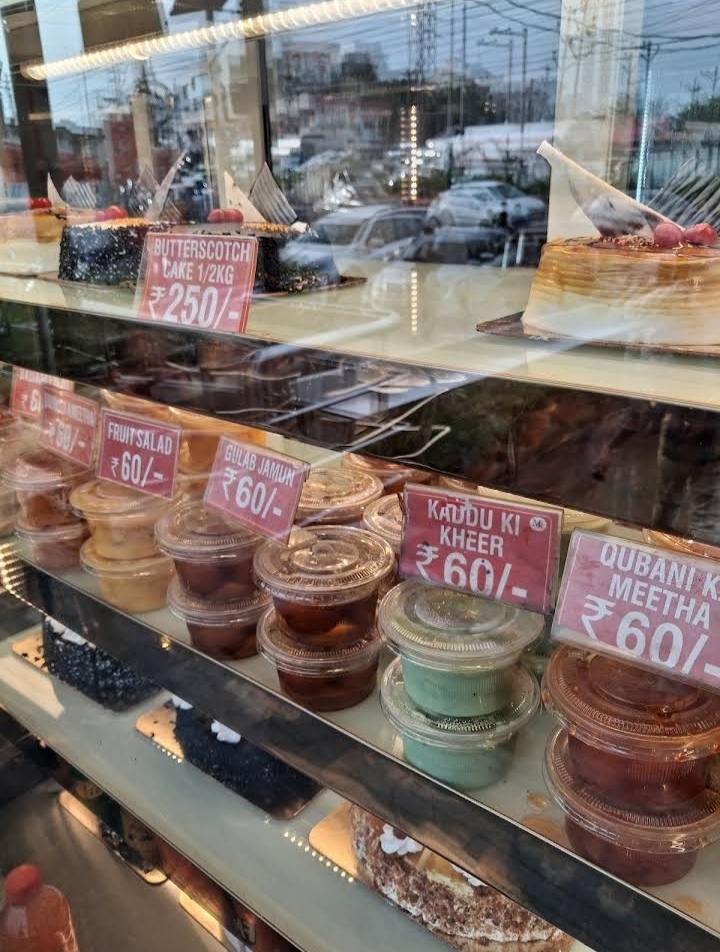 BUTTERSCOTCH
CAKE 1/2KG
₹250/-
FRUIT SALAD
₹60/-
GULAB JAMUN
₹60/-
KADDU KI
KHEER
₹60/-
QUBANI K
MEETHA
₹60/-